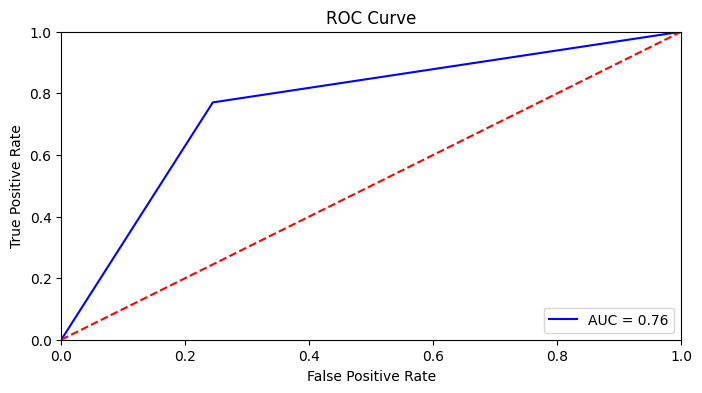 ROC Curve
True Positive Rate
1.0
0.8
0.6
0.4
0.2
0.0
0.0 0.2 0.4 0.6 0.8 1.0
False Positive Rate
AUC = 0.76